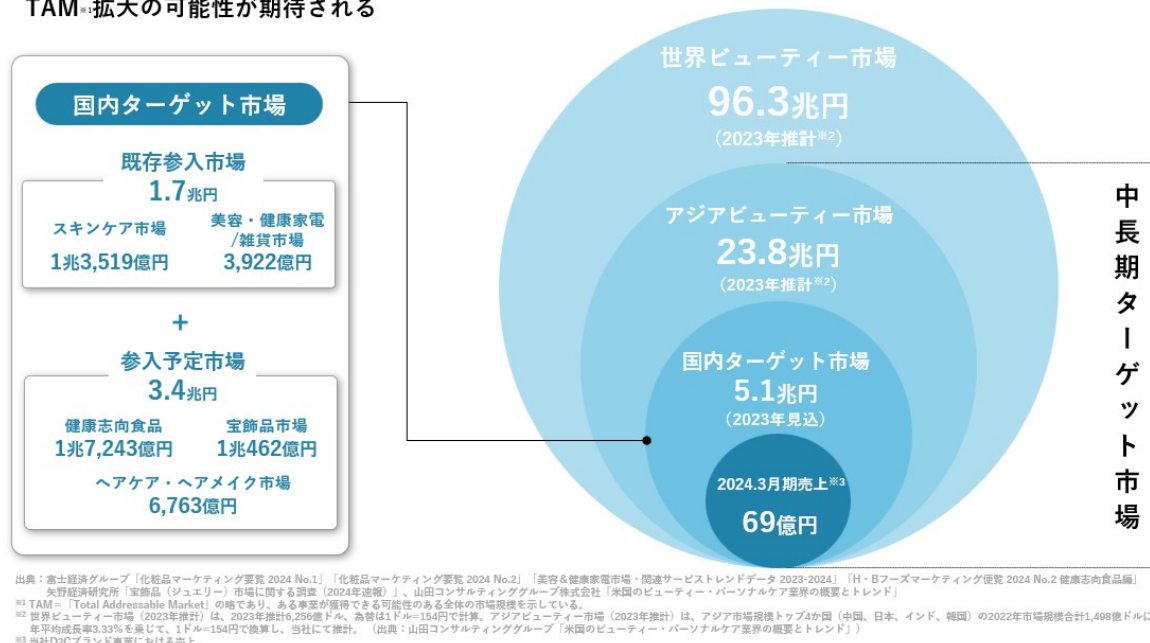 TAM※1拡大の可能性が期待される
国内ターゲット市場
既存参入市場
1.7兆円
スキンケア市場
1兆3,519億円
美容・健康家電
/雑貨市場
3,922億円
+
参入予定市場
3.4兆円
健康志向食品
1兆7,243億円
宝飾品市場
1兆462億円
ヘアケア・ヘアメイク市場
6,763億円
世界ビューティー市場
96.3兆円
(2023年推計※2)
アジアビューティー市場
23.8兆円
(2023年推計※2)
国内ターゲット市場
5.1兆円
(2023年見込)
2024.3月期売上※3
69億円
中長期ターゲット市場
出典:富士経済グループ「化粧品マーケティング要覧 2024 No.1」「化粧品マーケティング要覧 2024 No.2」「美容&健康家電市場・関連サービストレンドデータ 2023-2024」「H・Bフーズマーケティング便覧 2024 No.2 健康志向食品編」
矢野経済研究所「宝飾品(ジュエリー)市場に関する調査(2024年速報)」、山田コンサルティンググループ株式会社「米国のビューティー・パーソナルケア業界の概要とトレンド」
※1 TAM=「Total Addressable Market」の略であり、ある事業が獲得できる可能性のある全体の市場規模を示している。
※2 世界ビューティー市場(2023年推計)は、2023年推計6,256億ドル、為替は1ドル=154円で計算。アジアビューティー市場(2023年推計)は、アジア市場規模トップ4か国(中国、日本、インド、韓国)の2022年市場規模合計1,498億ドルに
年平均成長率3.33%を乗じて、1ドル=154円で換算し、当社にて推計。(出典:山田コンサルティンググループ「米国のビューティー・パーソナルケア業界の概要とトレンド」)
※3 当社D2Cブランド事業における売上